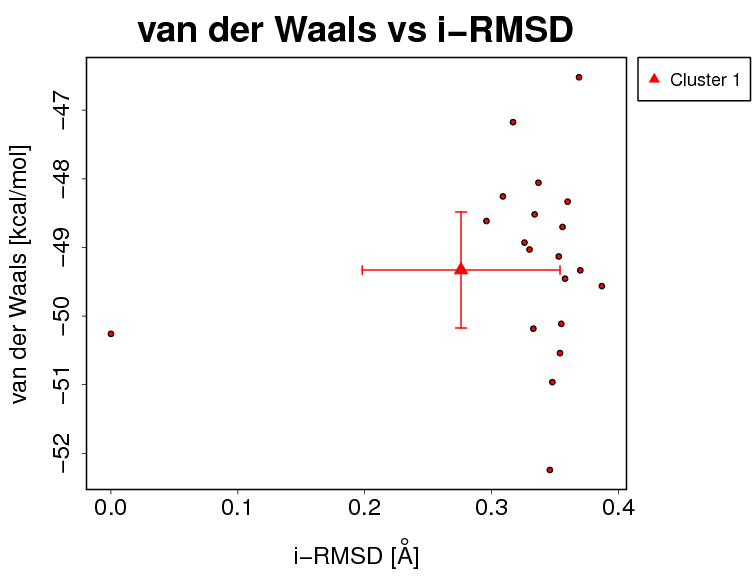 van der Waals vs i−RMSD
Cluster 1
van der Waals [kcal/mol]
−47
−48
−49
−50
−51
−52
0.0 0.1 0.2 0.3 0.4
i−RMSD [Å]